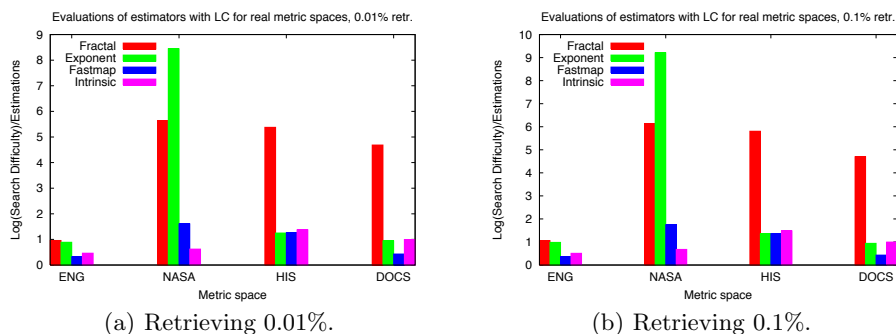 Evaluations of estimators with LC for real metric spaces, 0.01% retr.
Log(Search Difficulty)/Estimations
9
8
7
6
5
4
3
2
1
0
Fractal
Exponent
Fastmap
Intrinsic
ENG NASA HIS DOCS
Metric space
(a) Retrieving 0.01%.
Evaluations of estimators with LC for real metric spaces, 0.1% retr.
Log(Search Difficulty)/Estimations
10
9
8
7
6
5
4
3
2
1
0
Fractal
Exponent
Fastmap
Intrinsic
ENG NASA HIS DOCS
Metric space
(b) Retrieving 0.1%.